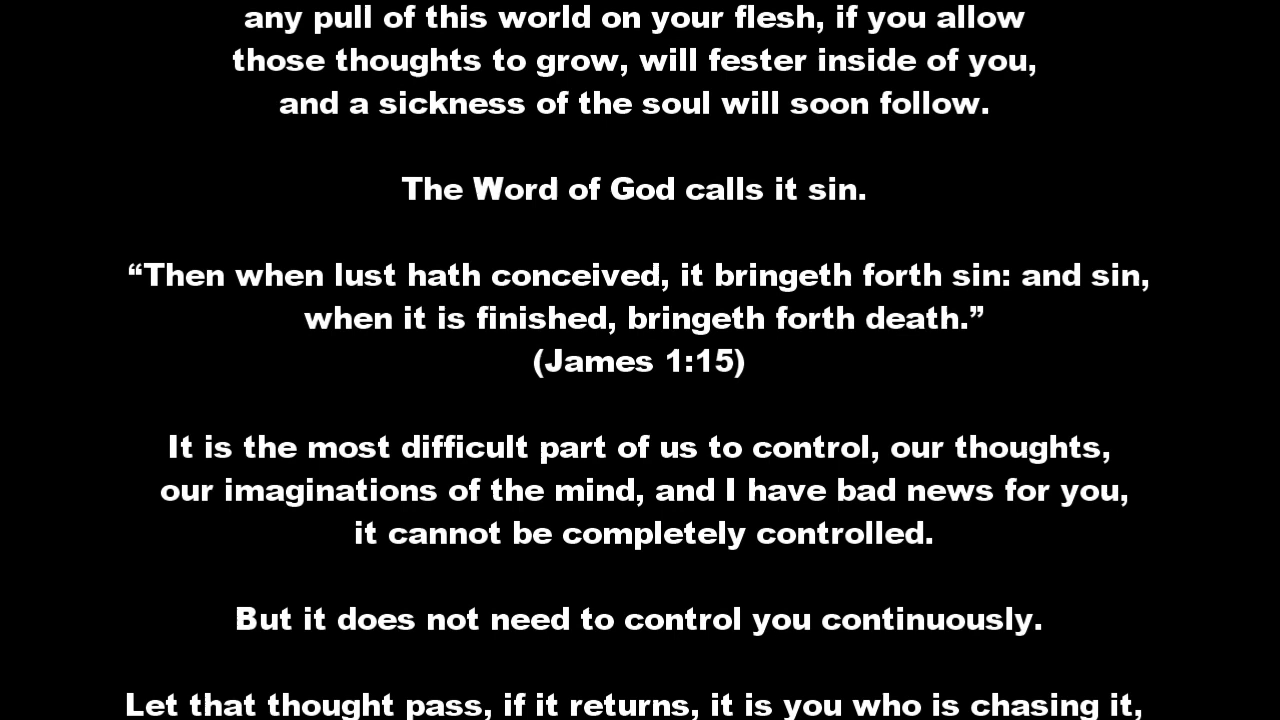 any pull of this world on your flesh, if you allow
those thoughts to grow, will fester inside of you,
and a sickness of the soul will soon follow.
The Word of God calls it sin.
“Then when lust hath conceived, it bringeth forth sin: and sin,
when it is finished, bringeth forth death.”
(James 1:15)
It is the most difficult part of us to control, our thoughts,
our imaginations of the mind, and I have bad news for you,
it cannot be completely controlled.
But it does not need to control you continuously.
Let that thought pass, if it returns, it is you who is chasing it,